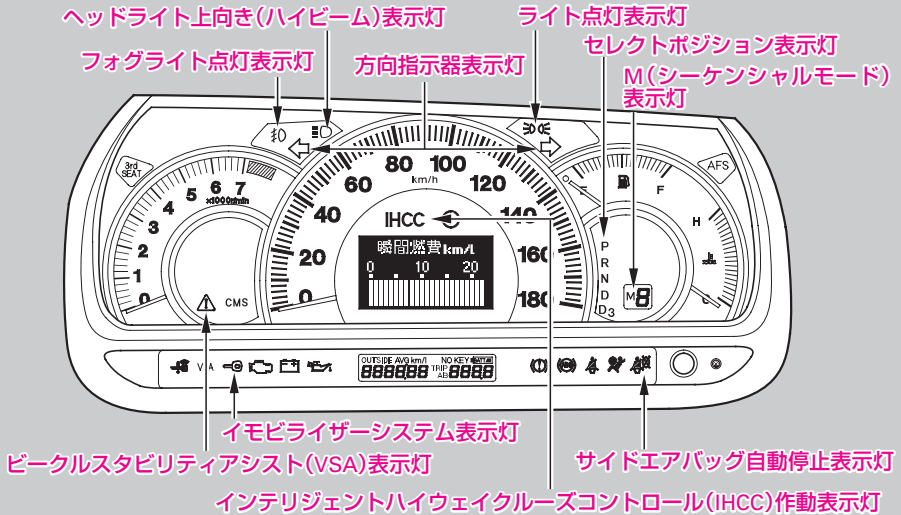 ヘッドライト上向き(ハイビーム)表示灯
ライト点灯表示灯
フォグライト点灯表示灯
方向指示器表示灯
セレクトポジション表示灯
M(シーケンシャルモード)
表示灯
3rd
SEAT
AFS
0 1 2 3 4 5 6 7
×1000r/min
0 20 40 60 80 100 120 140 160 180
km/h
IHCC
瞬間燃費km/L
0 10 20
F
H
P
R
N
D
D3
M8
CMS
VSA
OUTSIDE AVG km/l
NO KEY
TRIP
AB
イモビライザーシステム表示灯
ビークルスタビリティアシスト(VSA)表示灯
サイドエアバッグ自動停止表示灯
インテリジェントハイウェイクルーズコントロール(IHCC)作動表示灯